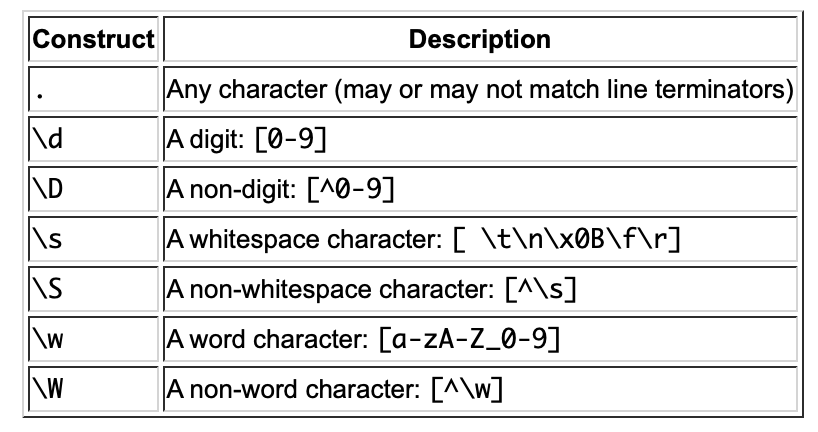 Construct Description
. Any character (may or may not match line terminators)
\d A digit: [0-9]
\D A non-digit: [^0-9]
\s A whitespace character: [ \t\n\x0B\f\r]
\S A non-whitespace character: [^\s]
\w A word character: [a-zA-Z_0-9]
\W A non-word character: [^\w]